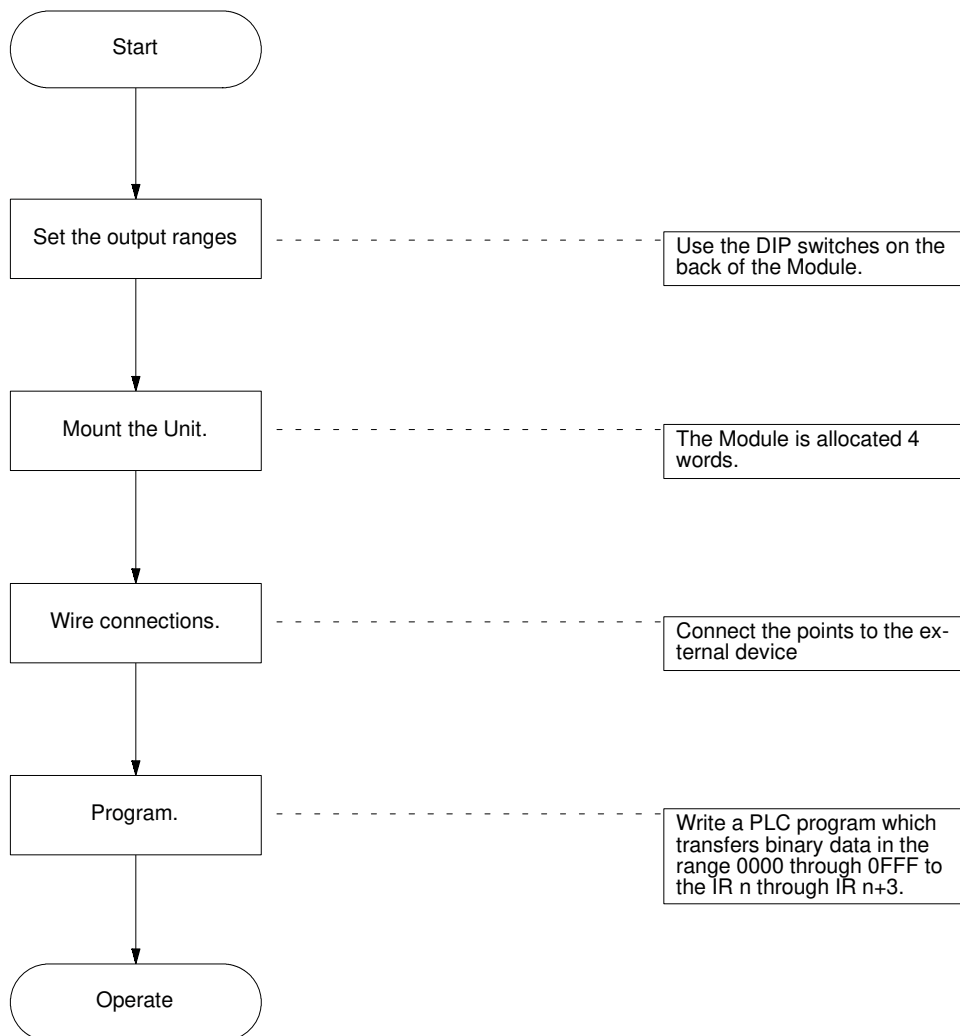 Start
Set the output ranges
Use the DIP switches on the
back of the Module.
Mount the Unit.
The Module is allocated 4
words.
Wire connections.
Connect the points to the ex-
ternal device
Program.
Write a PLC program which
transfers binary data in the
range 0000 through 0FFF to
the IR n through IR n+3.
Operate